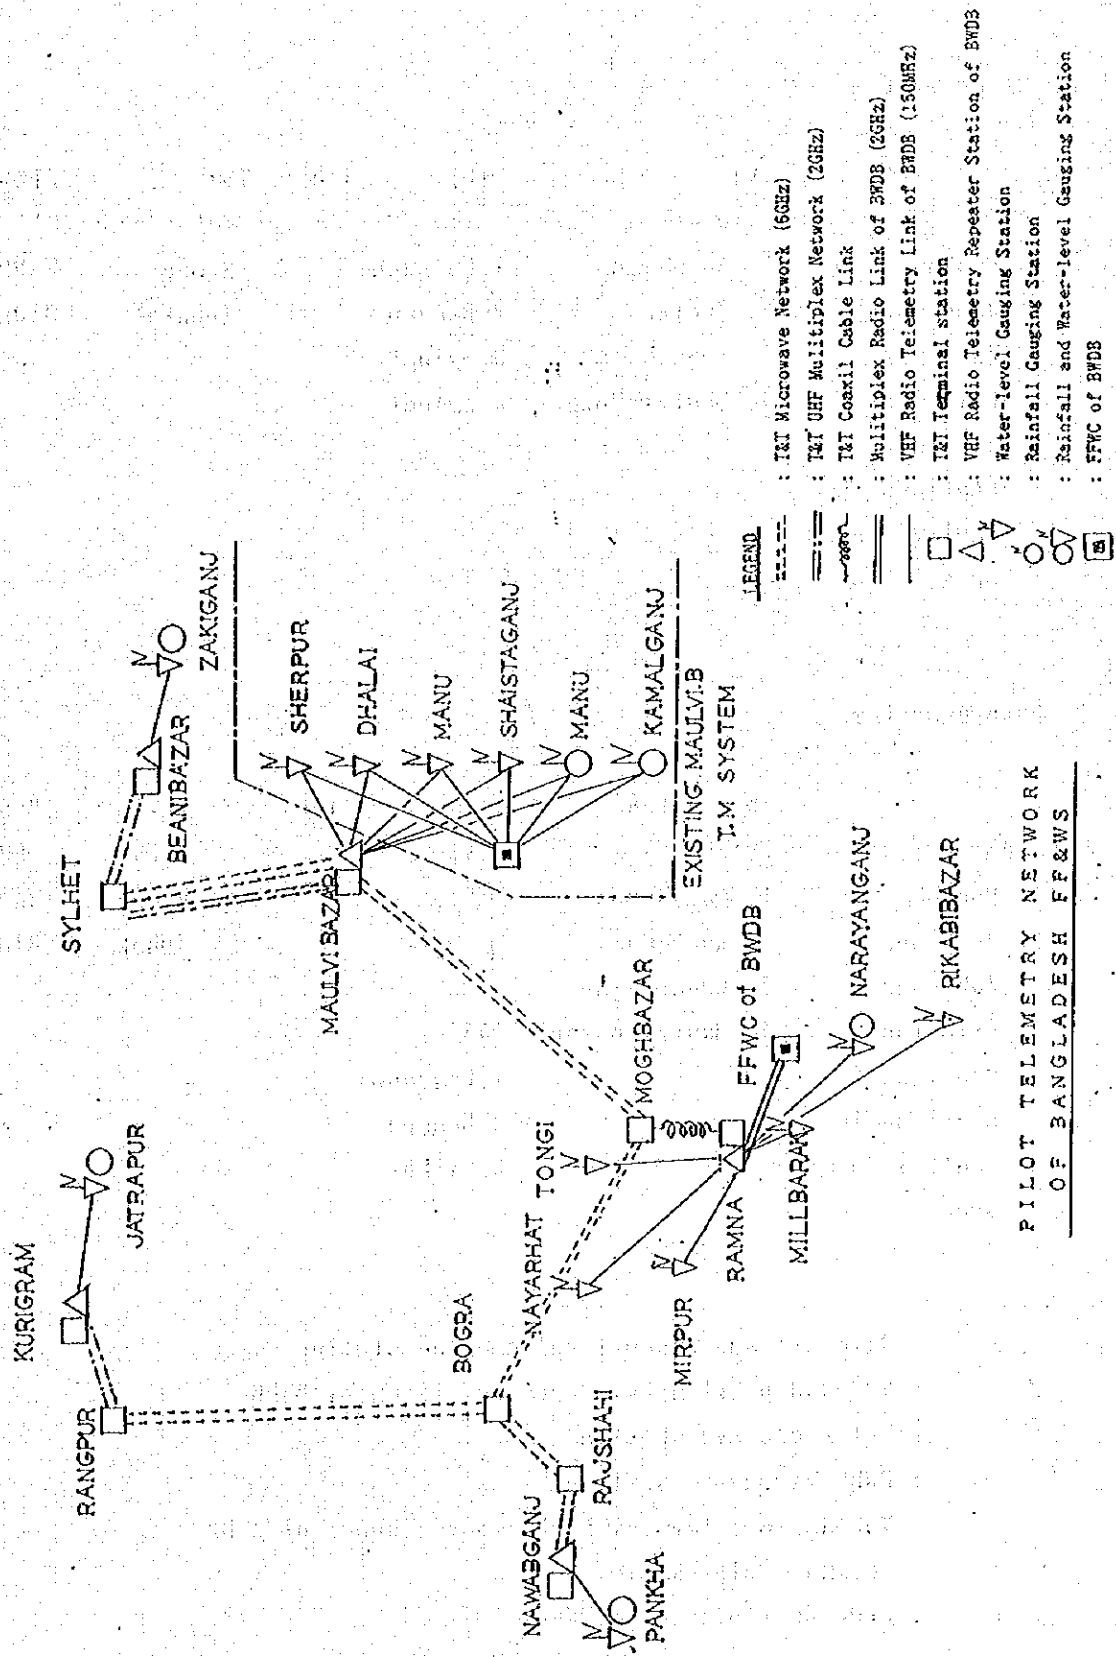 KURIGRAM
JATRAPUR
RANGPUR
BOGRA
NAWABGANJ
RAJSHAHI
PANKHA
NAYARHAT
TONGI
MIRPUR
RAMNA
MILLBARAK
MOGHBAZAR
FFWC of BWDB
NARAYANGANJ
RIKABIBAZAR
SYLHET
BEANIBAZAR
ZAKIGANJ
MAULVIBAZAR
SHERPUR
DHALAI
MANU
SHAISTAGANJ
MANU
KAMALGANJ
EXISTING MAULVI.B
T.M SYSTEM
LEGEND
: T&T Microwave Network (6GHz)
: T&T UHF Mulitiplex Network (2GHz)
: T&T Coaxil Cable Link
: Mulitiplex Radio Link of BWDB (2GHz)
: VHF Radio Telemetry Link of BWDB (150MHz)
: T&T Terminal station
: VHF Radio Telemetry Repeater Station of BWDB
: Water-level Gauging Station
: Rainfall Gauging Station
: Rainfall and Water-level Gauging Station
: FFWC of BWDB
PILOT TELEMETRY NETWORK
OF BANGLADESH FF&WS